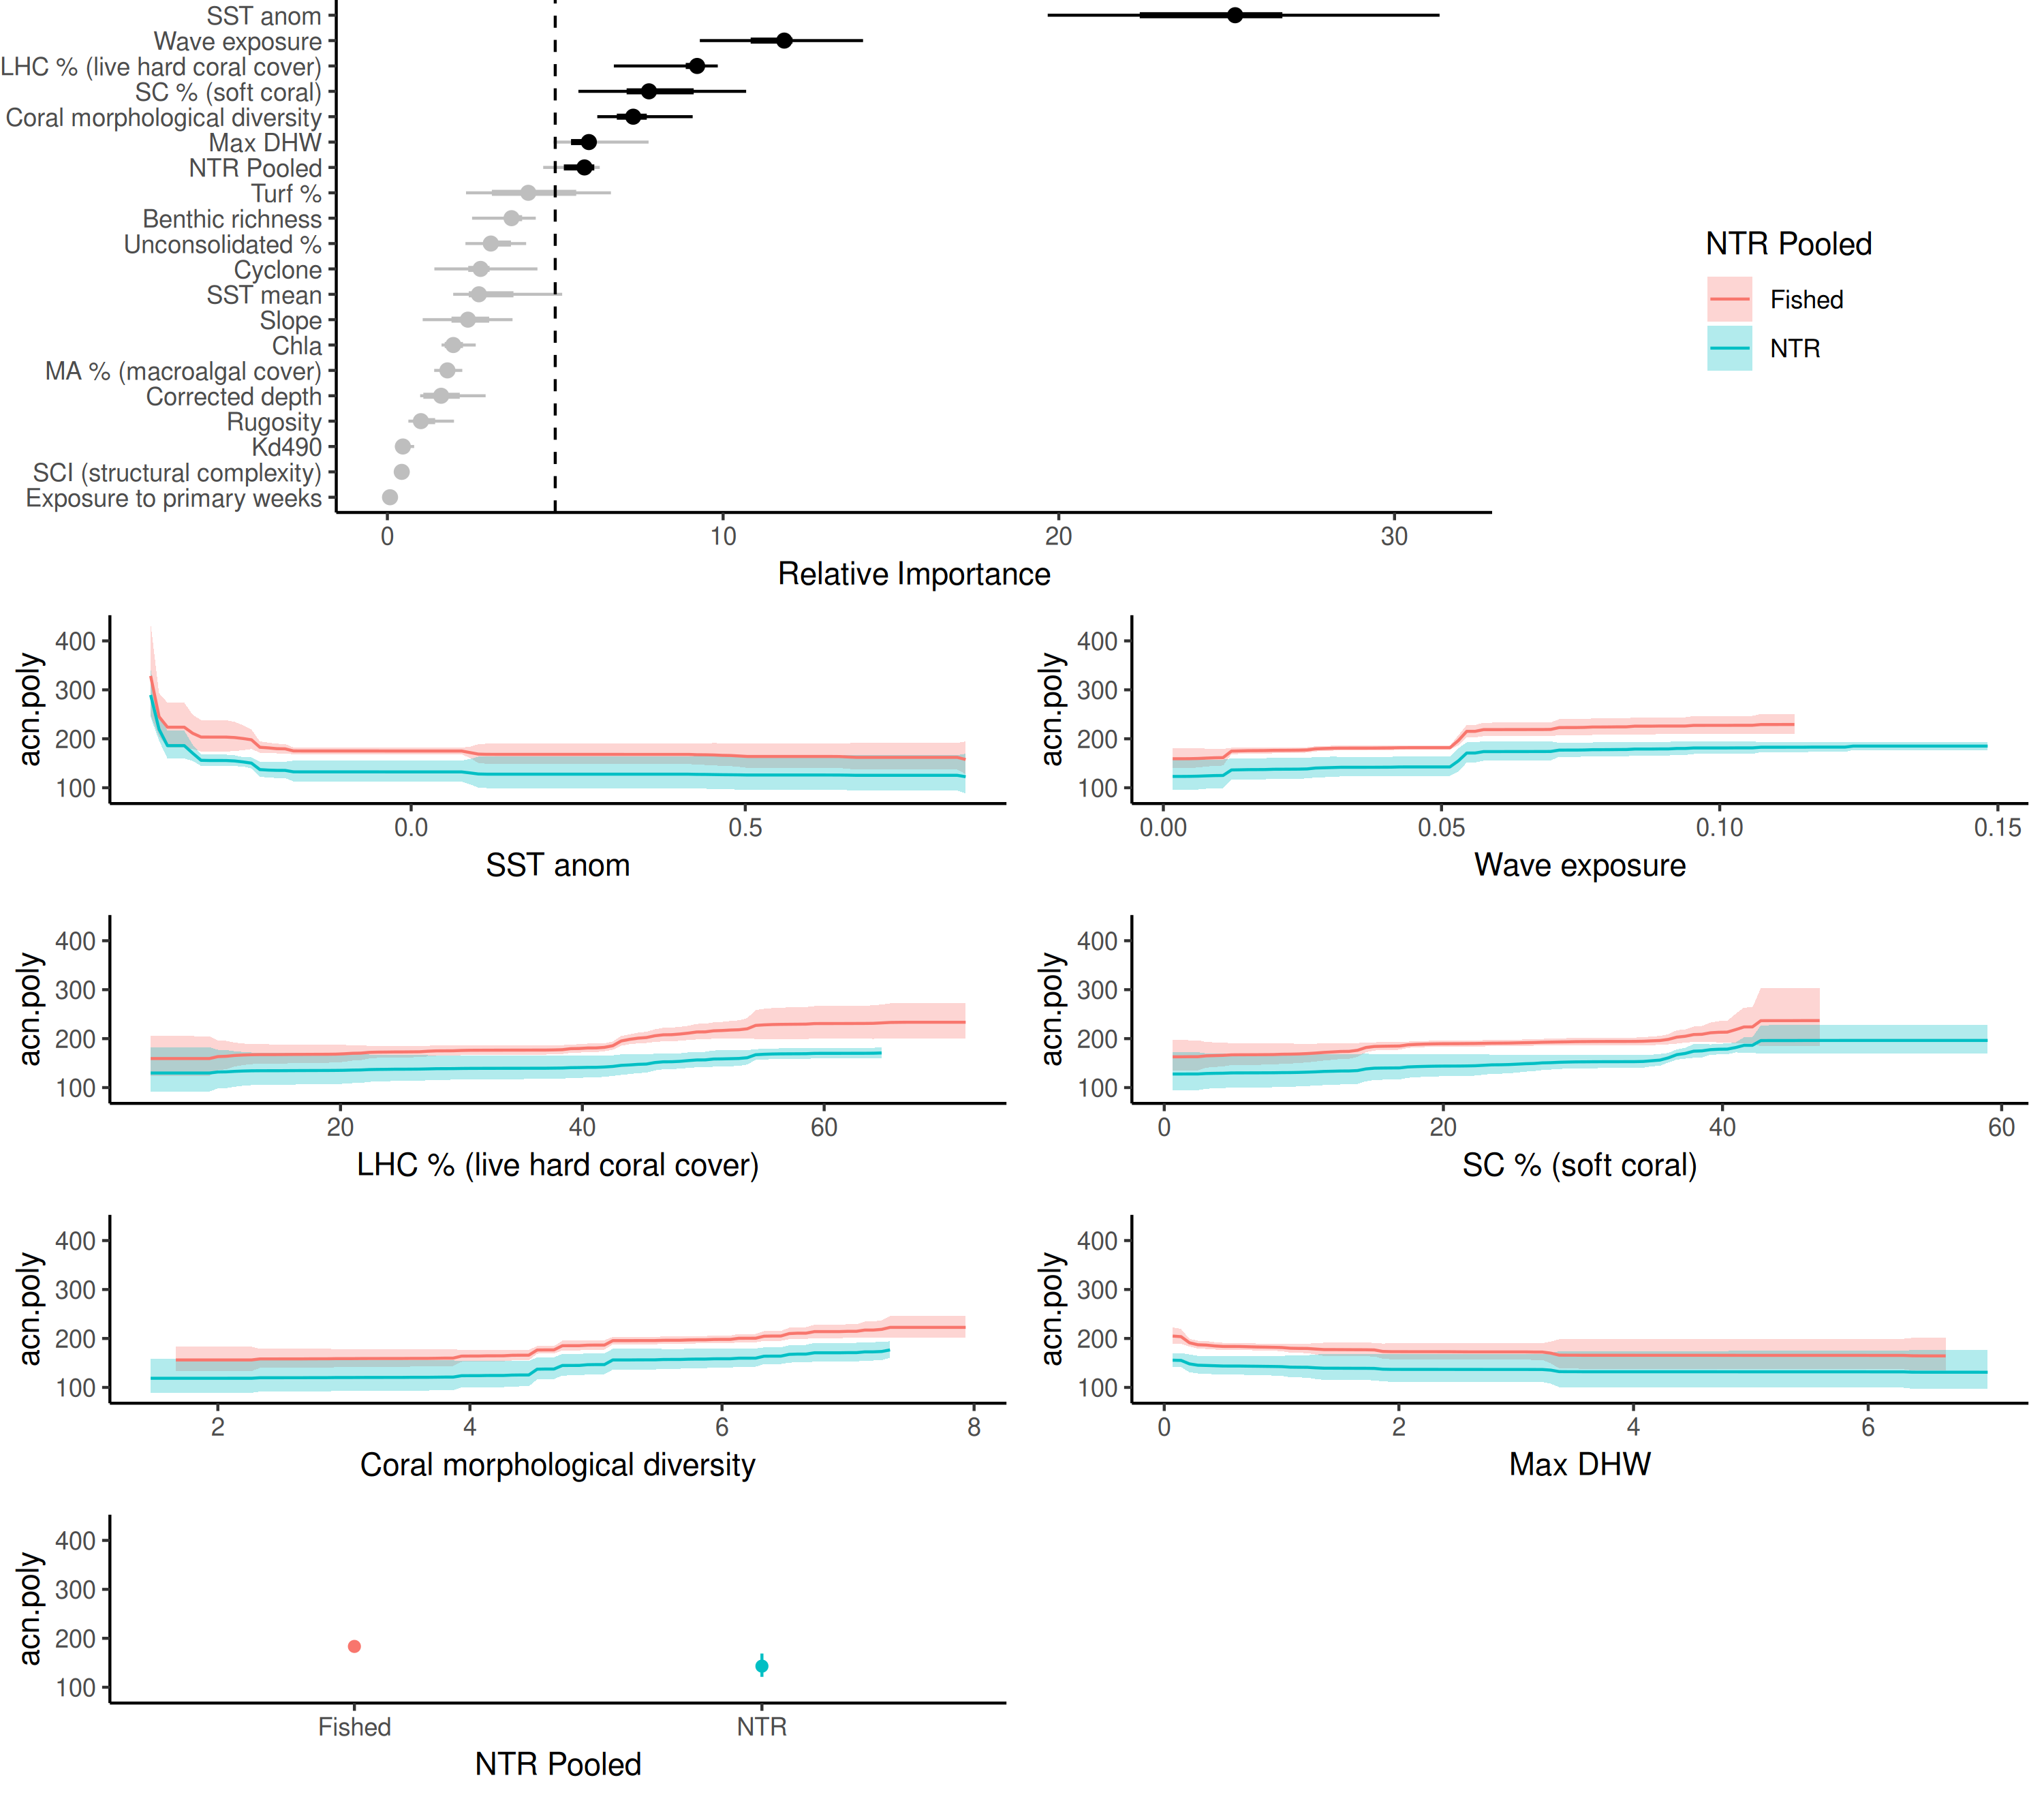 SST anom
Wave exposure
LHC % (live hard coral cover)
SC % (soft coral)
Coral morphological diversity
Max DHW
NTR Pooled
Turf %
Benthic richness
Unconsolidated %
Cyclone
SST mean
Slope
Chla
MA % (macroalgal cover)
Corrected depth
Rugosity
Kd490
SCI (structural complexity)
Exposure to primary weeks
0 10 20 30
Relative Importance
NTR Pooled
Fished
NTR
400
300
200
100
acn.poly
0.0 0.5
SST anom
400
300
200
100
acn.poly
0.00 0.05 0.10 0.15
Wave exposure
400
300
200
100
acn.poly
20 40 60
LHC % (live hard coral cover)
400
300
200
100
acn.poly
0 20 40 60
SC % (soft coral)
400
300
200
100
acn.poly
2 4 6 8
Coral morphological diversity
400
300
200
100
acn.poly
0 2 4 6
Max DHW
400
300
200
100
acn.poly
Fished NTR
NTR Pooled